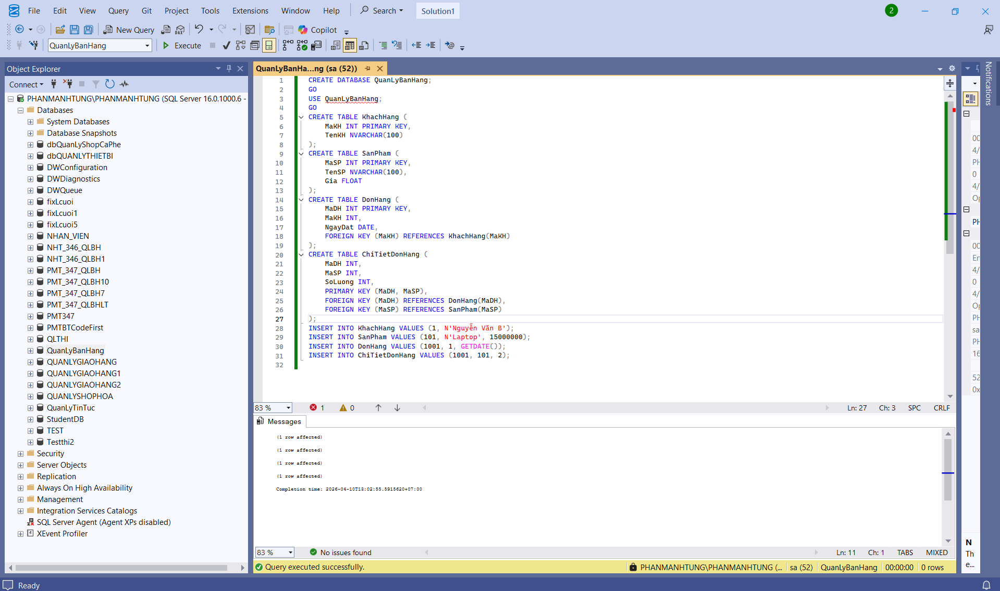 File Edit View Query Git Project Tools Extensions Window Help Search Solution1 2
New Query DAX Copilot
QuanLyBanHang Execute
Object Explorer
Connect
PHANMANHTUNG\PHANMANHTUNG (SQL Server 16.0.1000.6 -
Databases
System Databases
Database Snapshots
dbQuanLyShopCaPhe
dbQUANLYTHIETBI
DWConfiguration
DWDiagnostics
DWQueue
fixLcuoi
fixLcuoi1
fixLcuoi5
NHAN_VIEN
NHT_346_QLBH
NHT_346_QLBH1
PMT_347_QLBH
PMT_347_QLBH10
PMT_347_QLBH7
PMT_347_QLBHLT
PMT347
PMTBTCodeFirst
QLTHI
QuanLyBanHang
QUANLYGIAOHANG
QUANLYGIAOHANG1
QUANLYGIAOHANG2
QUANLYSHOPHOA
QuanLyTinTuc
StudentDB
TEST
Testthi2
Security
Server Objects
Replication
Always On High Availability
Management
Integration Services Catalogs
SQL Server Agent (Agent XPs disabled)
XEvent Profiler
QuanLyBanHa...ng (sa (52))
1 CREATE DATABASE QuanLyBanHang;
2 GO
3 USE QuanLyBanHang;
4 GO
5 CREATE TABLE KhachHang (
6 MaKH INT PRIMARY KEY,
7 TenKH NVARCHAR(100)
8 );
9 CREATE TABLE SanPham (
10 MaSP INT PRIMARY KEY,
11 TenSP NVARCHAR(100),
12 Gia FLOAT
13 );
14 CREATE TABLE DonHang (
15 MaDH INT PRIMARY KEY,
16 MaKH INT,
17 NgayDat DATE,
18 FOREIGN KEY (MaKH) REFERENCES KhachHang(MaKH)
19 );
20 CREATE TABLE ChiTietDonHang (
21 MaDH INT,
22 MaSP INT,
23 SoLuong INT,
24 PRIMARY KEY (MaDH, MaSP),
25 FOREIGN KEY (MaDH) REFERENCES DonHang(MaDH),
26 FOREIGN KEY (MaSP) REFERENCES SanPham(MaSP)
27 );
28 INSERT INTO KhachHang VALUES (1, N'Nguyễn Văn B');
29 INSERT INTO SanPham VALUES (101, N'Laptop', 15000000);
30 INSERT INTO DonHang VALUES (1001, 1, GETDATE());
31 INSERT INTO ChiTietDonHang VALUES (1001, 101, 2);
32
83 % 1 0 Ln: 27 Ch: 3 SPC CRLF
Messages
(1 row affected)
(1 row affected)
(1 row affected)
(1 row affected)
Completion time: 2026-04-10T13:02:55.5915620+07:00
83 % No issues found Ln: 11 Ch: 1 TABS MIXED
Query executed successfully. PHANMANHTUNG\PHANMANHTUNG (... sa (52) QuanLyBanHang 00:00:00 0 rows
Notifications
00
4/
PH
0
4/
Op
PH
00
En
4/
0
4/
Op
PH
sa
PH
16
52
0x
N
Th
e...
Ready